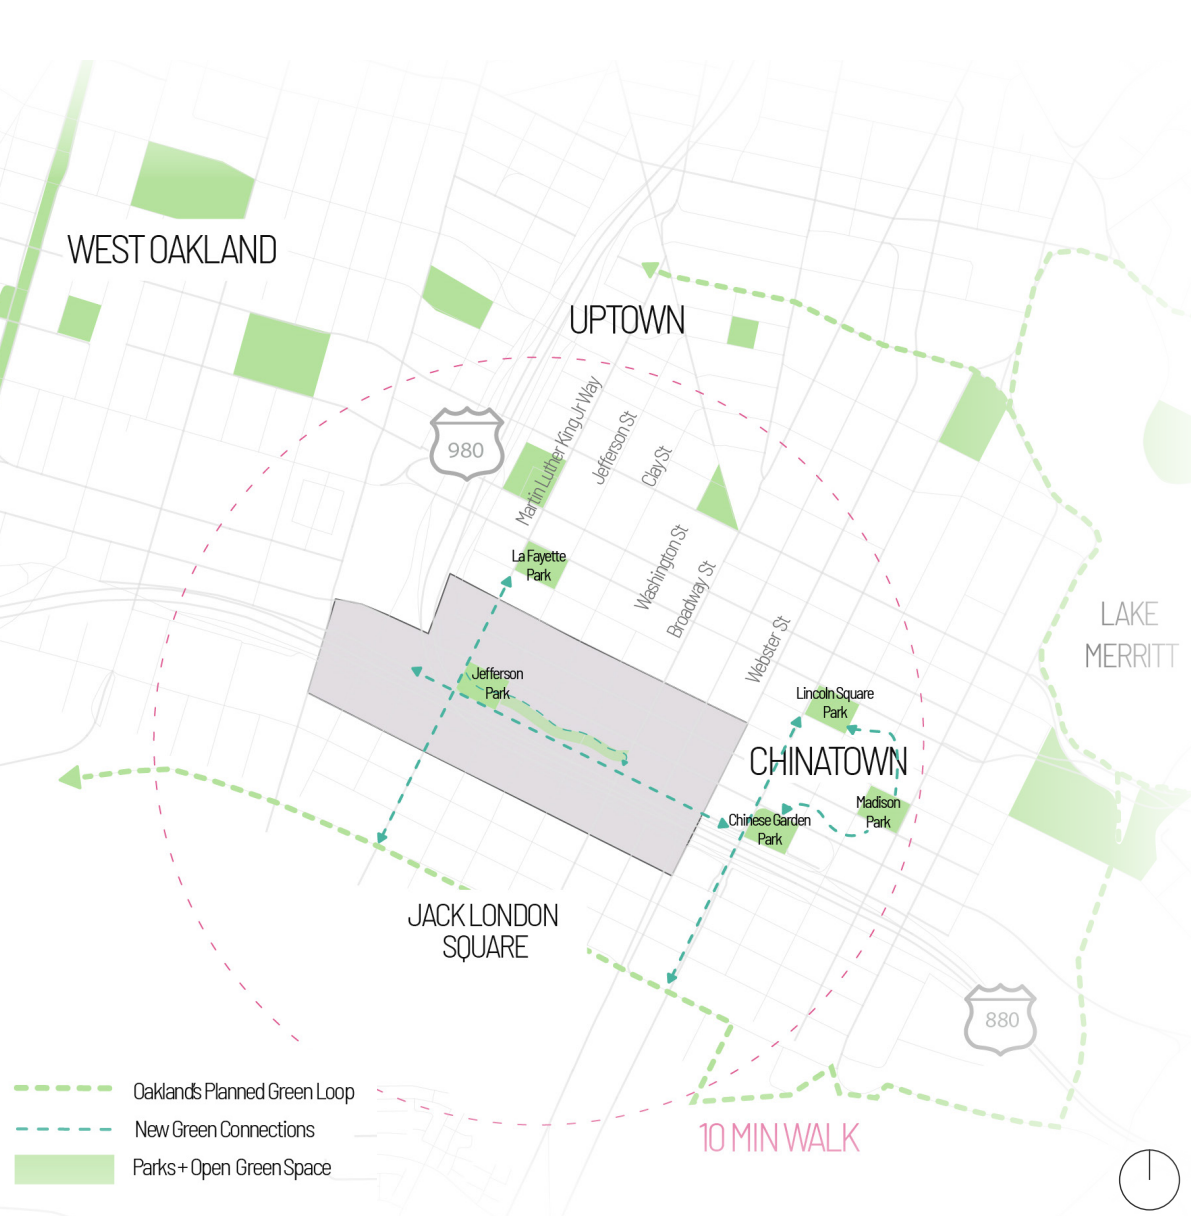 WEST OAKLAND
UPTOWN
Martin Luther King Jr Way
Jefferson St
Clay St
980
Washington St
Broadway St
La Fayette
Park
Webster St
LAKE
MERRITT
Jefferson
Park
Lincoln Square
Park
CHINATOWN
Madison
Park
Chinese Garden
Park
JACK LONDON
SQUARE
880
Oakland's Planned Green Loop
New Green Connections
Parks + Open Green Space
10 MIN WALK